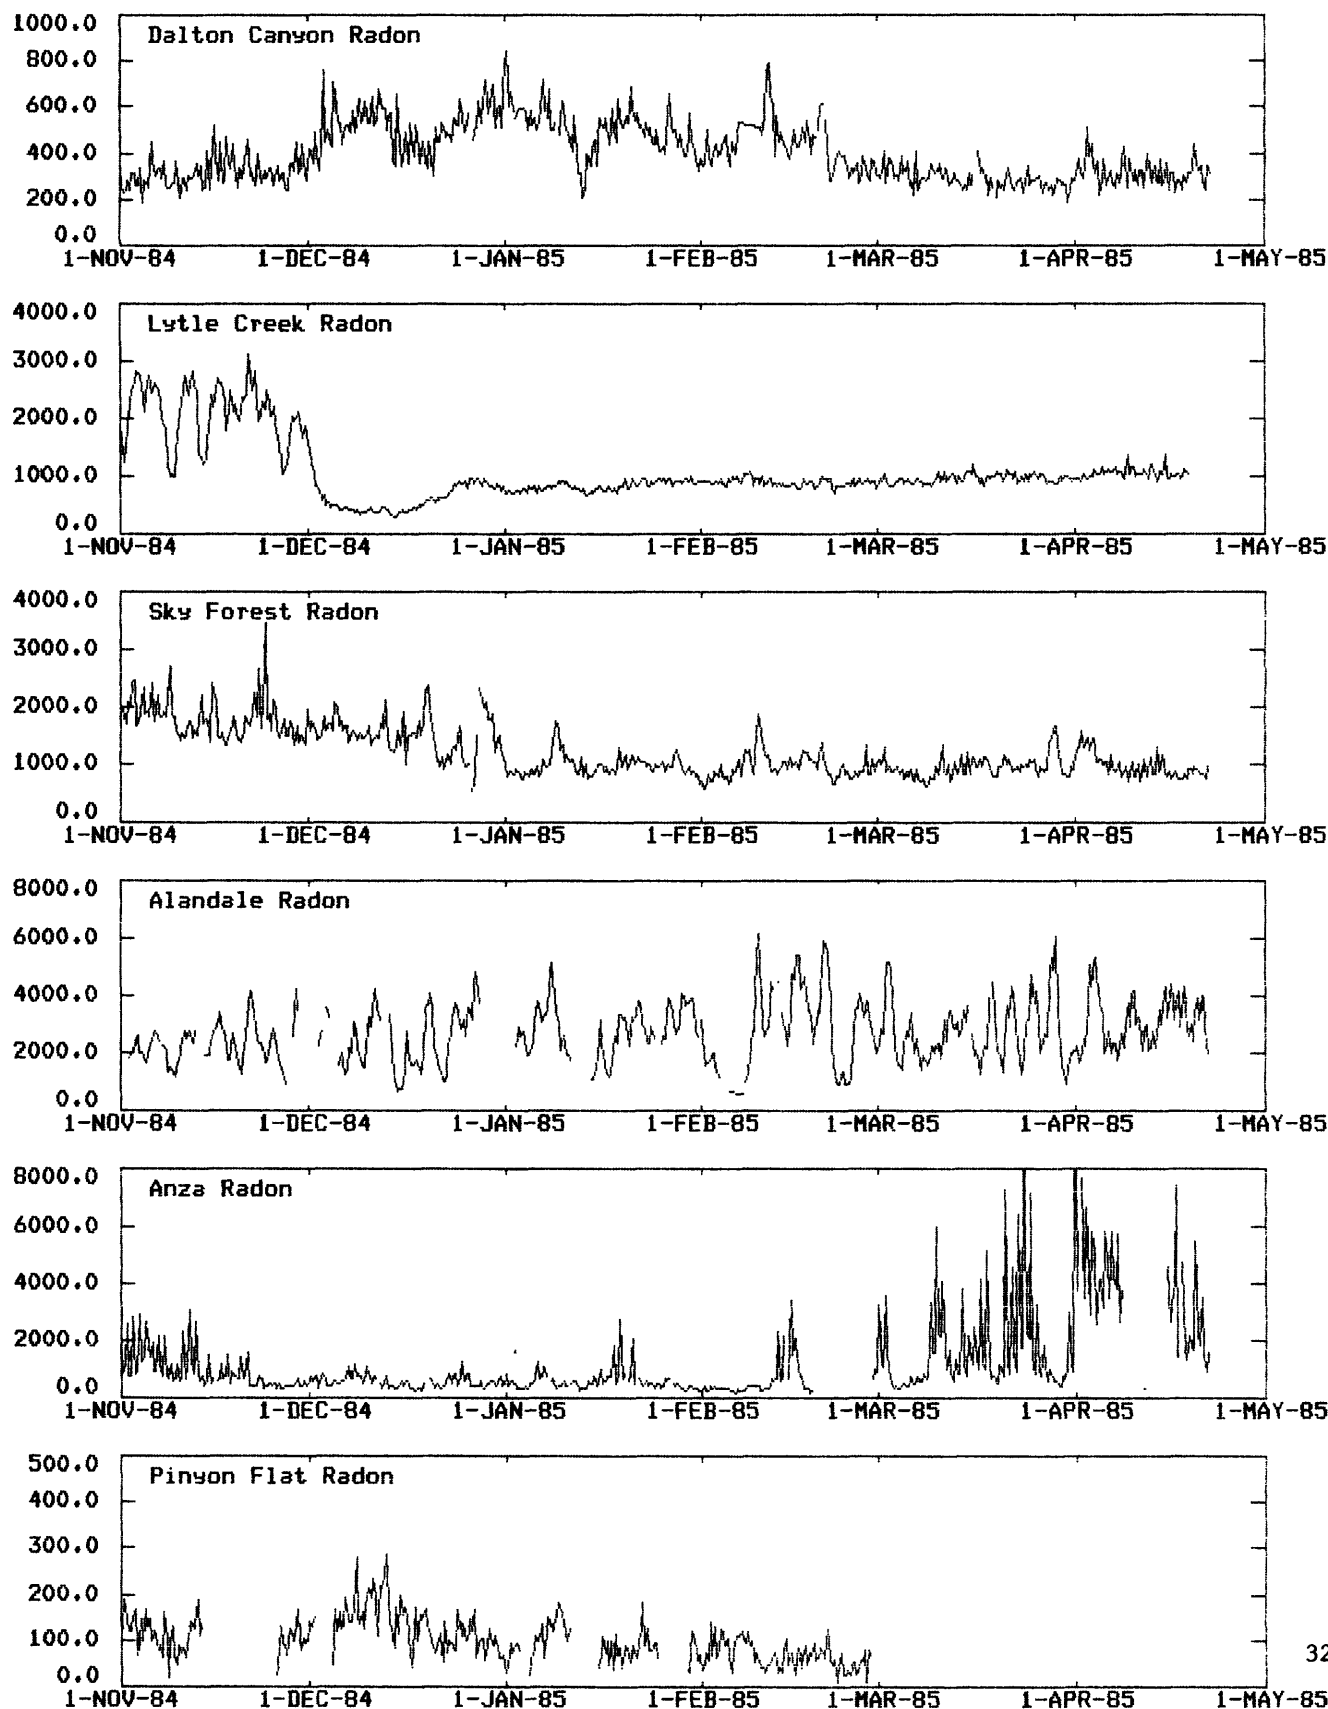 1000.0
Dalton Canyon Radon
800.0
600.0
400.0
200.0
0.0
1-NOV-84 1-DEC-84 1-JAN-85 1-FEB-85 1-MAR-85 1-APR-85 1-MAY-85
4000.0
Lytle Creek Radon
3000.0
2000.0
1000.0
0.0
1-NOV-84 1-DEC-84 1-JAN-85 1-FEB-85 1-MAR-85 1-APR-85 1-MAY-85
4000.0
Sky Forest Radon
3000.0
2000.0
1000.0
0.0
1-NOV-84 1-DEC-84 1-JAN-85 1-FEB-85 1-MAR-85 1-APR-85 1-MAY-85
8000.0
Alandale Radon
6000.0
4000.0
2000.0
0.0
1-NOV-84 1-DEC-84 1-JAN-85 1-FEB-85 1-MAR-85 1-APR-85 1-MAY-85
8000.0
Anza Radon
6000.0
4000.0
2000.0
0.0
1-NOV-84 1-DEC-84 1-JAN-85 1-FEB-85 1-MAR-85 1-APR-85 1-MAY-85
500.0
Pinyon Flat Radon
400.0
300.0
200.0
100.0
32
0.0
1-NOV-84 1-DEC-84 1-JAN-85 1-FEB-85 1-MAR-85 1-APR-85 1-MAY-85